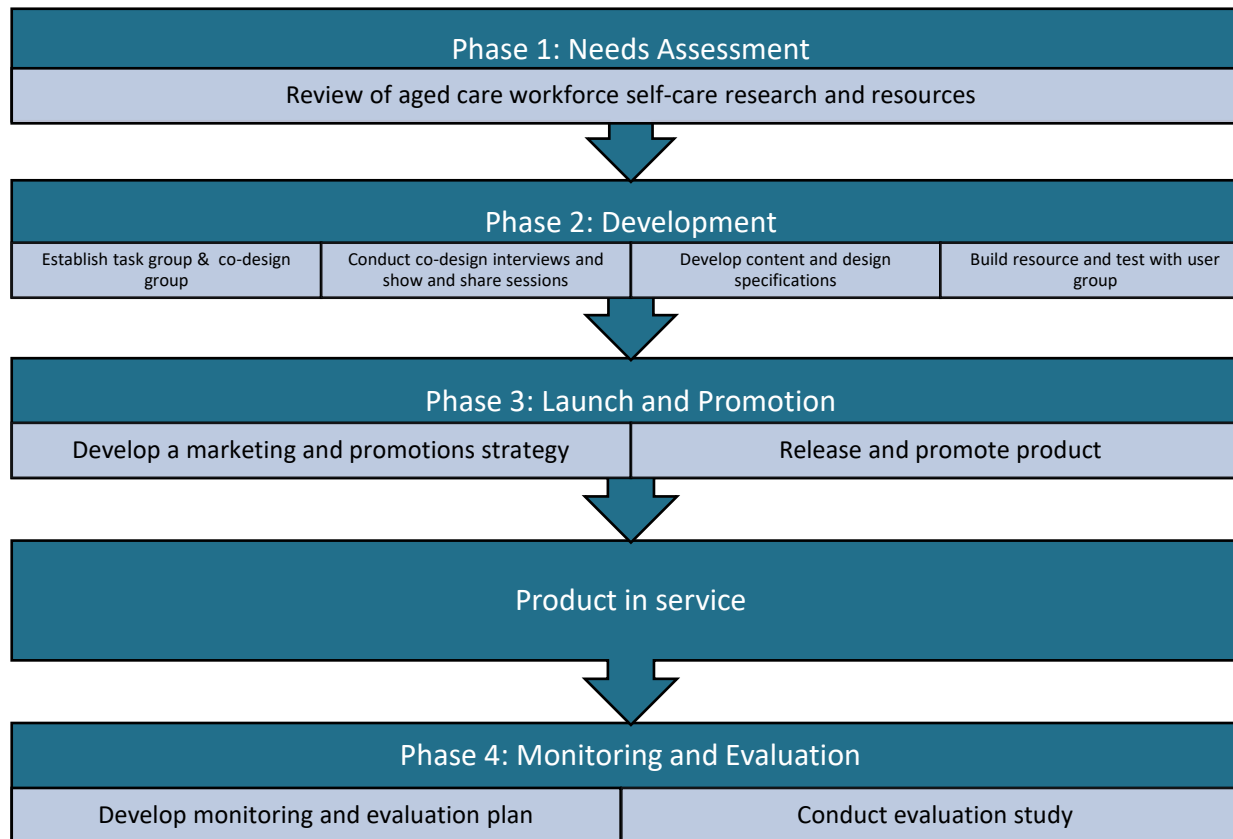 Phase 1: Needs Assessment
Review of aged care workforce self-care research and resources
Phase 2: Development
Establish task group & co-design
group
Conduct co-design interviews and
show and share sessions
Develop content and design
specifications
Build resource and test with user
group
Phase 3: Launch and Promotion
Develop a marketing and promotions strategy
Release and promote product
Product in service
Phase 4: Monitoring and Evaluation
Develop monitoring and evaluation plan
Conduct evaluation study